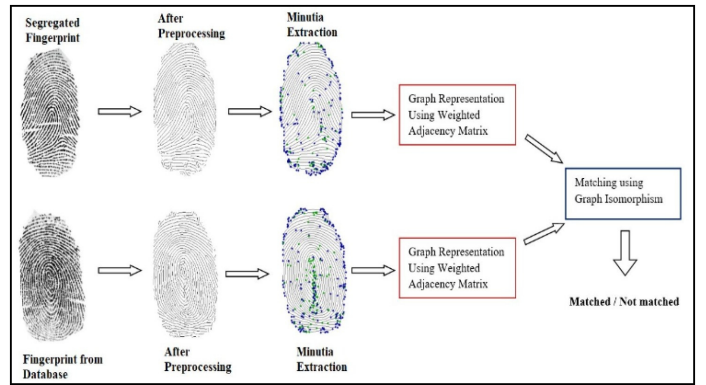 Segregated
Fingerprint
After
Preprocessing
Minutia
Extraction
Graph Representation
Using Weighted
Adjacency Matrix
Matching using
Graph Isomorphism
Graph Representation
Using Weighted
Adjacency Matrix
Matched / Not matched
Fingerprint from
Database
After
Preprocessing
Minutia
Extraction